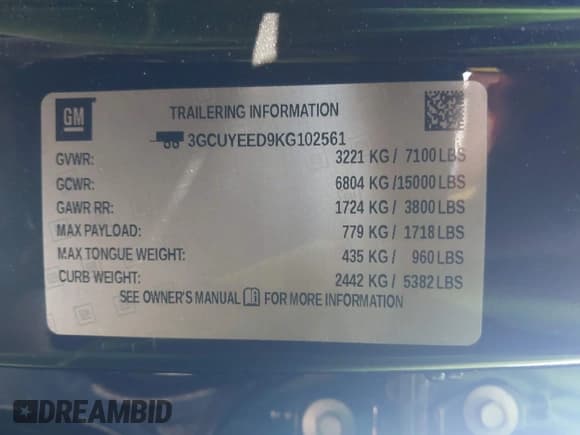 GM
TRAILERING INFORMATION
3GCUYEED9KG102561
GVWR: 3221 KG / 7100 LBS
GCWR: 6804 KG /15000 LBS
GAWR RR: 1724 KG / 3800 LBS
MAX PAYLOAD: 779 KG / 1718 LBS
MAX TONGUE WEIGHT: 435 KG / 960 LBS
CURB WEIGHT: 2442 KG / 5382 LBS
SEE OWNER'S MANUAL FOR MORE INFORMATION
DREAMBID